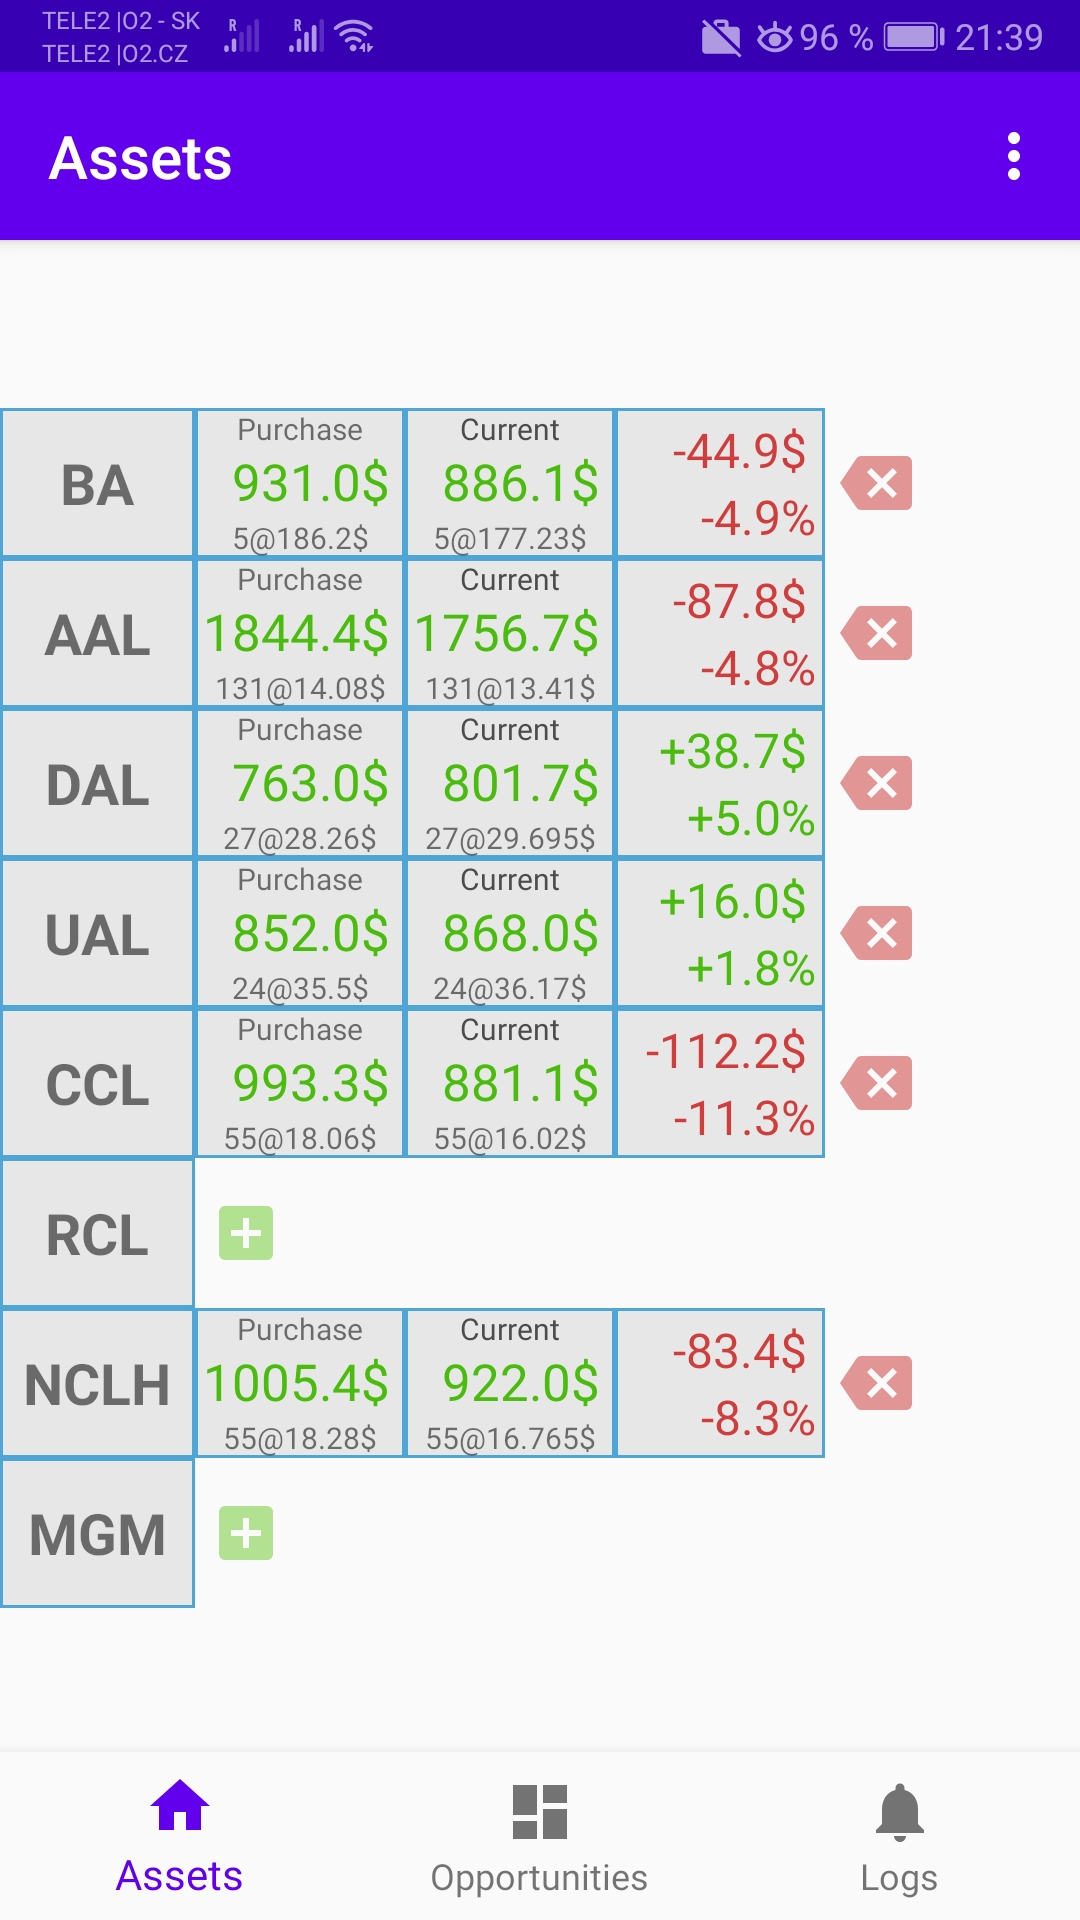 TELE2 |O2 - SK
TELE2 |O2.CZ
R
R
96 %
21:39
Assets
BA
Purchase
931.0$
5@186.2$
Current
886.1$
5@177.23$
-44.9$
-4.9%
AAL
Purchase
1844.4$
131@14.08$
Current
1756.7$
131@13.41$
-87.8$
-4.8%
DAL
Purchase
763.0$
27@28.26$
Current
801.7$
27@29.695$
+38.7$
+5.0%
UAL
Purchase
852.0$
24@35.5$
Current
868.0$
24@36.17$
+16.0$
+1.8%
CCL
Purchase
993.3$
55@18.06$
Current
881.1$
55@16.02$
-112.2$
-11.3%
RCL
NCLH
Purchase
1005.4$
55@18.28$
Current
922.0$
55@16.765$
-83.4$
-8.3%
MGM
Assets
Opportunities
Logs